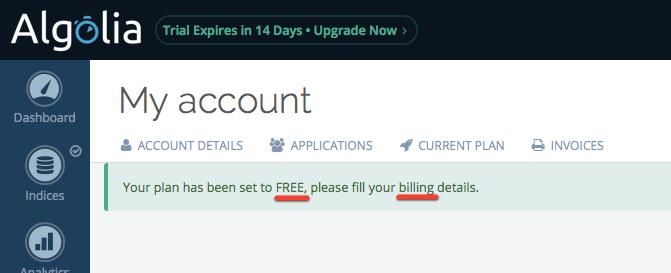 Algolia
Trial Expires in 14 Days • Upgrade Now >
Dashboard
My account
ACCOUNT DETAILS APPLICATIONS CURRENT PLAN INVOICES
Your plan has been set to FREE, please fill your billing details.
Indices
Analytics